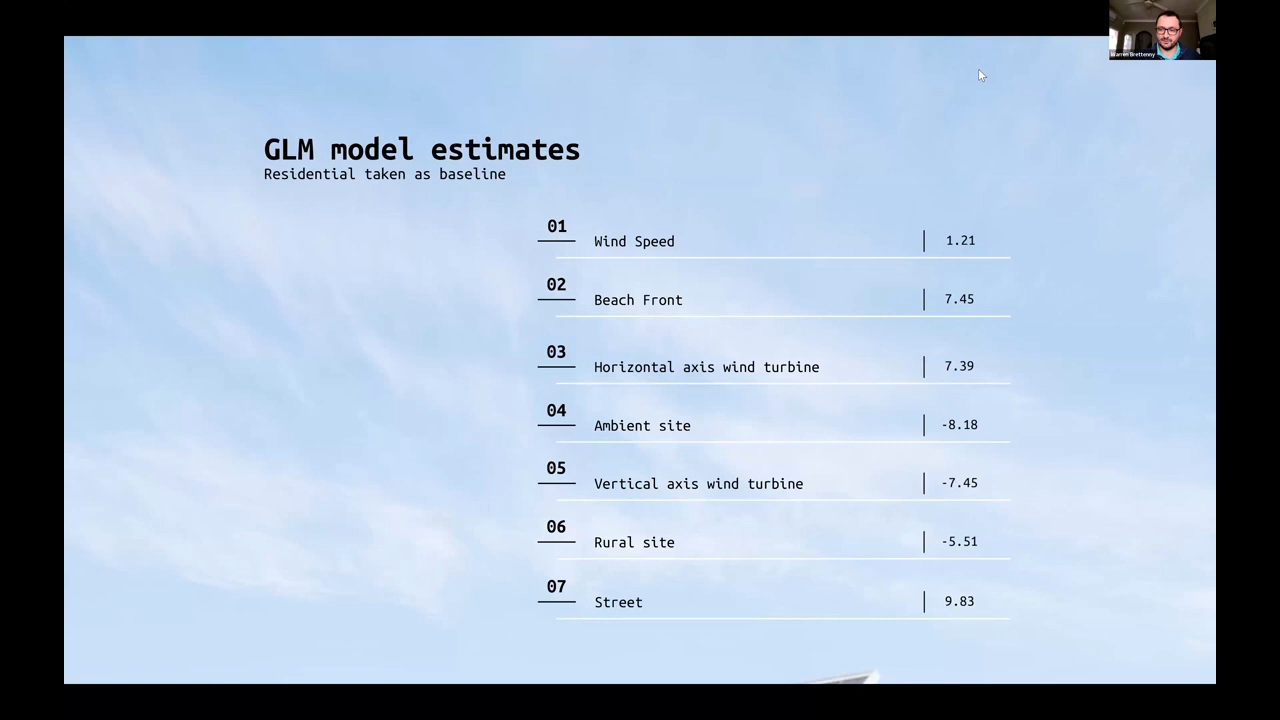 Warren Brettenny
GLM model estimates
Residential taken as baseline
01
Wind Speed 1.21
02
Beach Front 7.45
03
Horizontal axis wind turbine 7.39
04
Ambient site -8.18
05
Vertical axis wind turbine -7.45
06
Rural site -5.51
07
Street 9.83